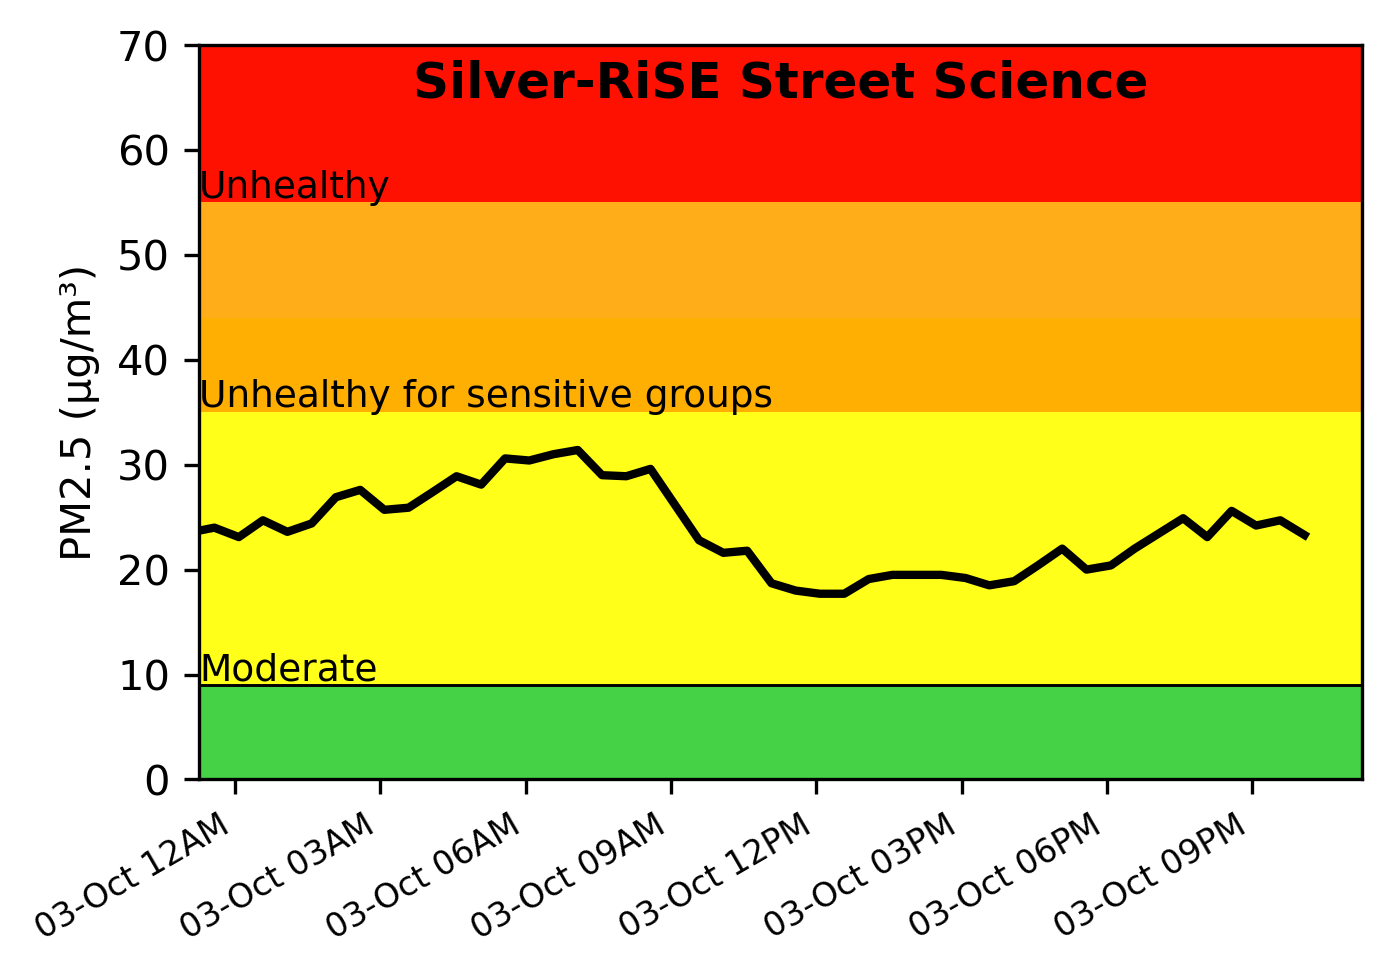 Silver-RiSE Street Science
70
60
Unhealthy
50
40
Unhealthy for sensitive groups
30
20
10
Moderate
0
PM2.5 (µg/m³)
03-Oct 12AM
03-Oct 03AM
03-Oct 06AM
03-Oct 09AM
03-Oct 12PM
03-Oct 03PM
03-Oct 06PM
03-Oct 09PM